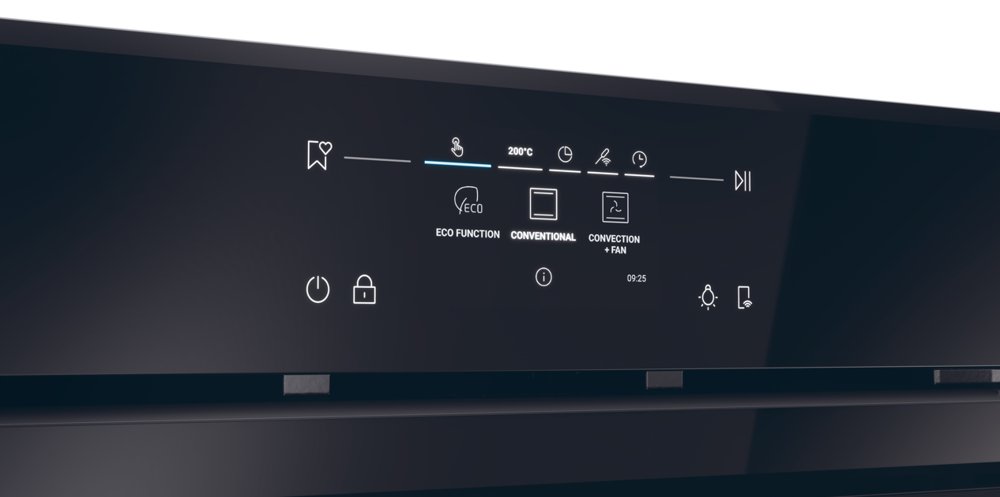 200°C
ECO
ECO FUNCTION
CONVENTIONAL
CONVECTION
+ FAN
i
09:25